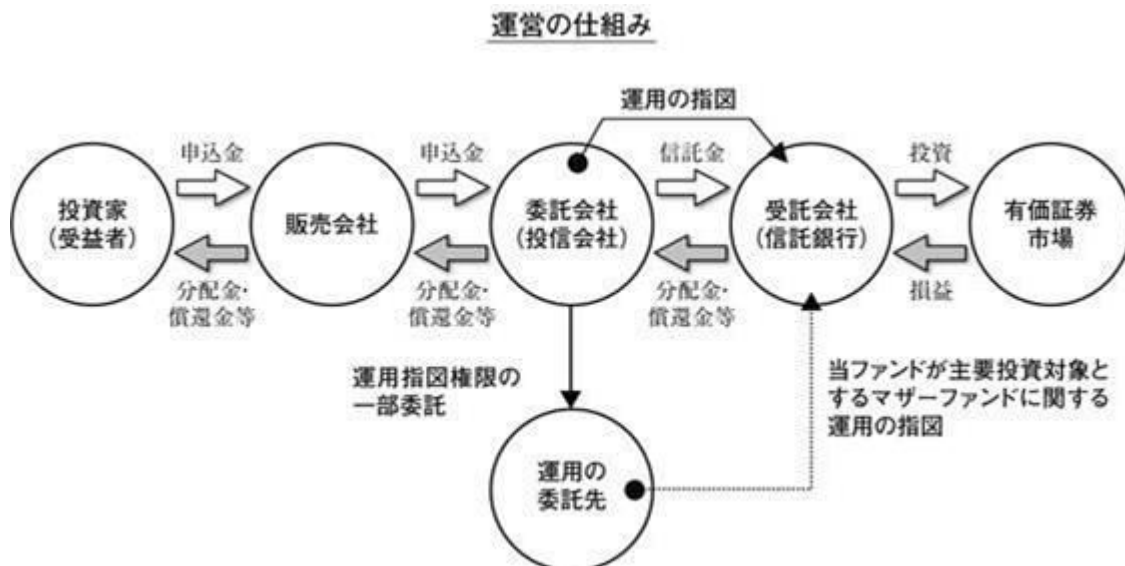 運営の仕組み
運用の指図
申込金
申込金
信託金
投資
投資家
(受益者)
販売会社
委託会社
(投信会社)
受託会社
(信託銀行)
有価証券
市場
分配金・
償還金等
分配金・
償還金等
分配金・
償還金等
損益
運用指図権限の
一部委託
当ファンドが主要投資対象と
するマザーファンドに関する
運用の指図
運用の
委託先